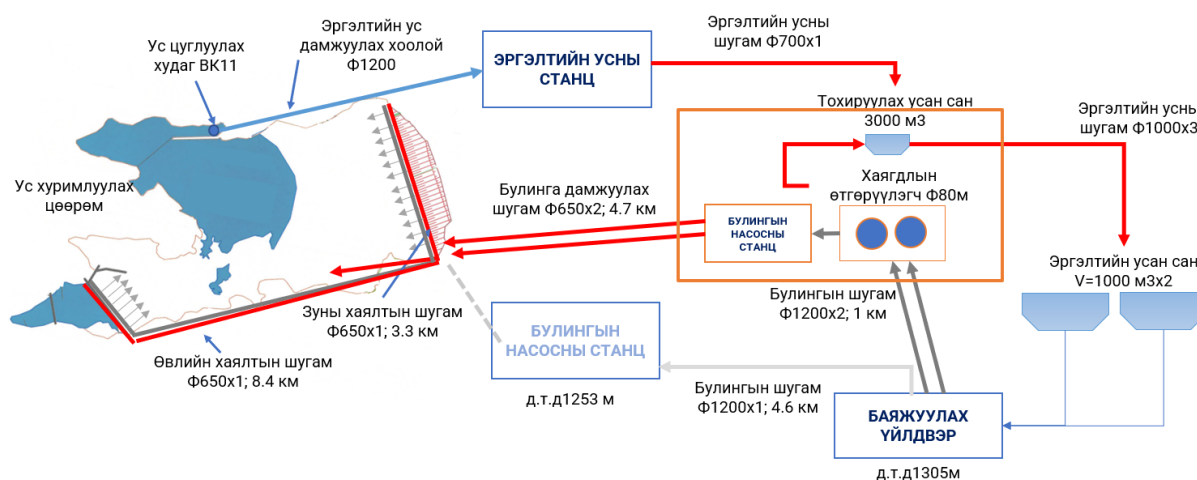 Ус цуглуулах
худаг ВК11
Эргэлтийн ус
дамжуулах хоолой
Ф1200
ЭРГЭЛТИЙН УСНЫ
СТАНЦ
Эргэлтийн усны
шугам Ф700х1
Тохируулах усан сан
3000 м3
Эргэлтийн усны
шугам Ф1000х3
Ус хуримлуулах
цөөрөм
Булинга дамжуулах
шугам Ф650х2; 4.7 км
БУЛИНГЫН
НАСОСНЫ
СТАНЦ
Хаягдлын
өтгөрүүлэгч Ф80м
Эргэлтийн усан сан
V=1000 м3х2
Булингын шугам
Ф1200х2; 1 км
Зуны хаялтын шугам
Ф650х1; 3.3 км
БУЛИНГЫН
НАСОСНЫ СТАНЦ
Өвлийн хаялтын шугам
Ф650х1; 8.4 км
д.т.д1253 м
Булингын шугам
Ф1200х1; 4.6 км
БАЯЖУУЛАХ
ҮЙЛДВЭР
д.т.д1305м